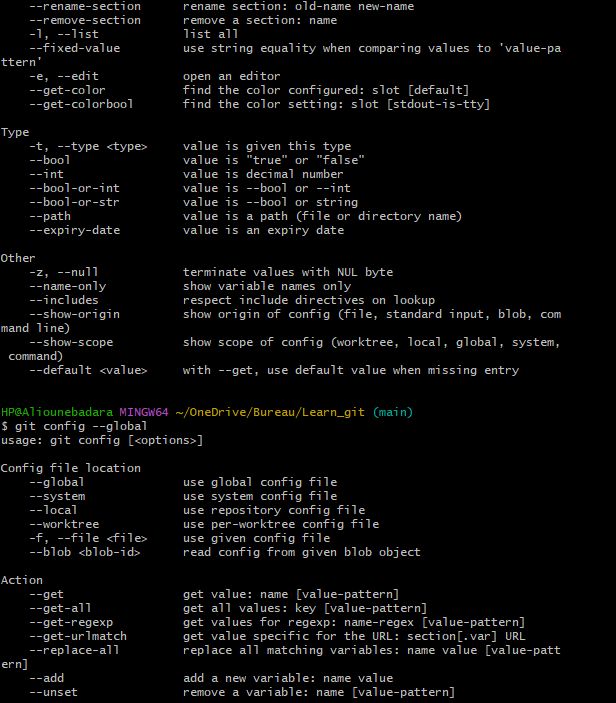 --rename-section      rename section: old-name new-name
    --remove-section      remove a section: name
    -l, --list            list all
    --fixed-value         use string equality when comparing values to 'value-pa
ttern'
    -e, --edit            open an editor
    --get-color           find the color configured: slot [default]
    --get-colorbool       find the color setting: slot [stdout-is-tty]

Type
    -t, --type <type>     value is given this type
    --bool                value is "true" or "false"
    --int                 value is decimal number
    --bool-or-int         value is --bool or --int
    --bool-or-str         value is --bool or string
    --path                value is a path (file or directory name)
    --expiry-date         value is an expiry date

Other
    -z, --null            terminate values with NUL byte
    --name-only           show variable names only
    --includes            respect include directives on lookup
    --show-origin         show origin of config (file, standard input, blob, com
mand line)
    --show-scope          show scope of config (worktree, local, global, system,
 command)
    --default <value>     with --get, use default value when missing entry

HP@Aliounebadara MINGW64 ~/OneDrive/Bureau/Learn_git (main)
$ git config --global
usage: git config [<options>]

Config file location
    --global              use global config file
    --system              use system config file
    --local               use repository config file
    --worktree            use per-worktree config file
    -f, --file <file>     use given config file
    --blob <blob-id>      read config from given blob object

Action
    --get                 get value: name [value-pattern]
    --get-all             get all values: key [value-pattern]
    --get-regexp          get values for regexp: name-regex [value-pattern]
    --get-urlmatch        get value specific for the URL: section[.var] URL
    --replace-all         replace all matching variables: name value [value-patt
ern]
    --add                 add a new variable: name value
    --unset               remove a variable: name [value-pattern]